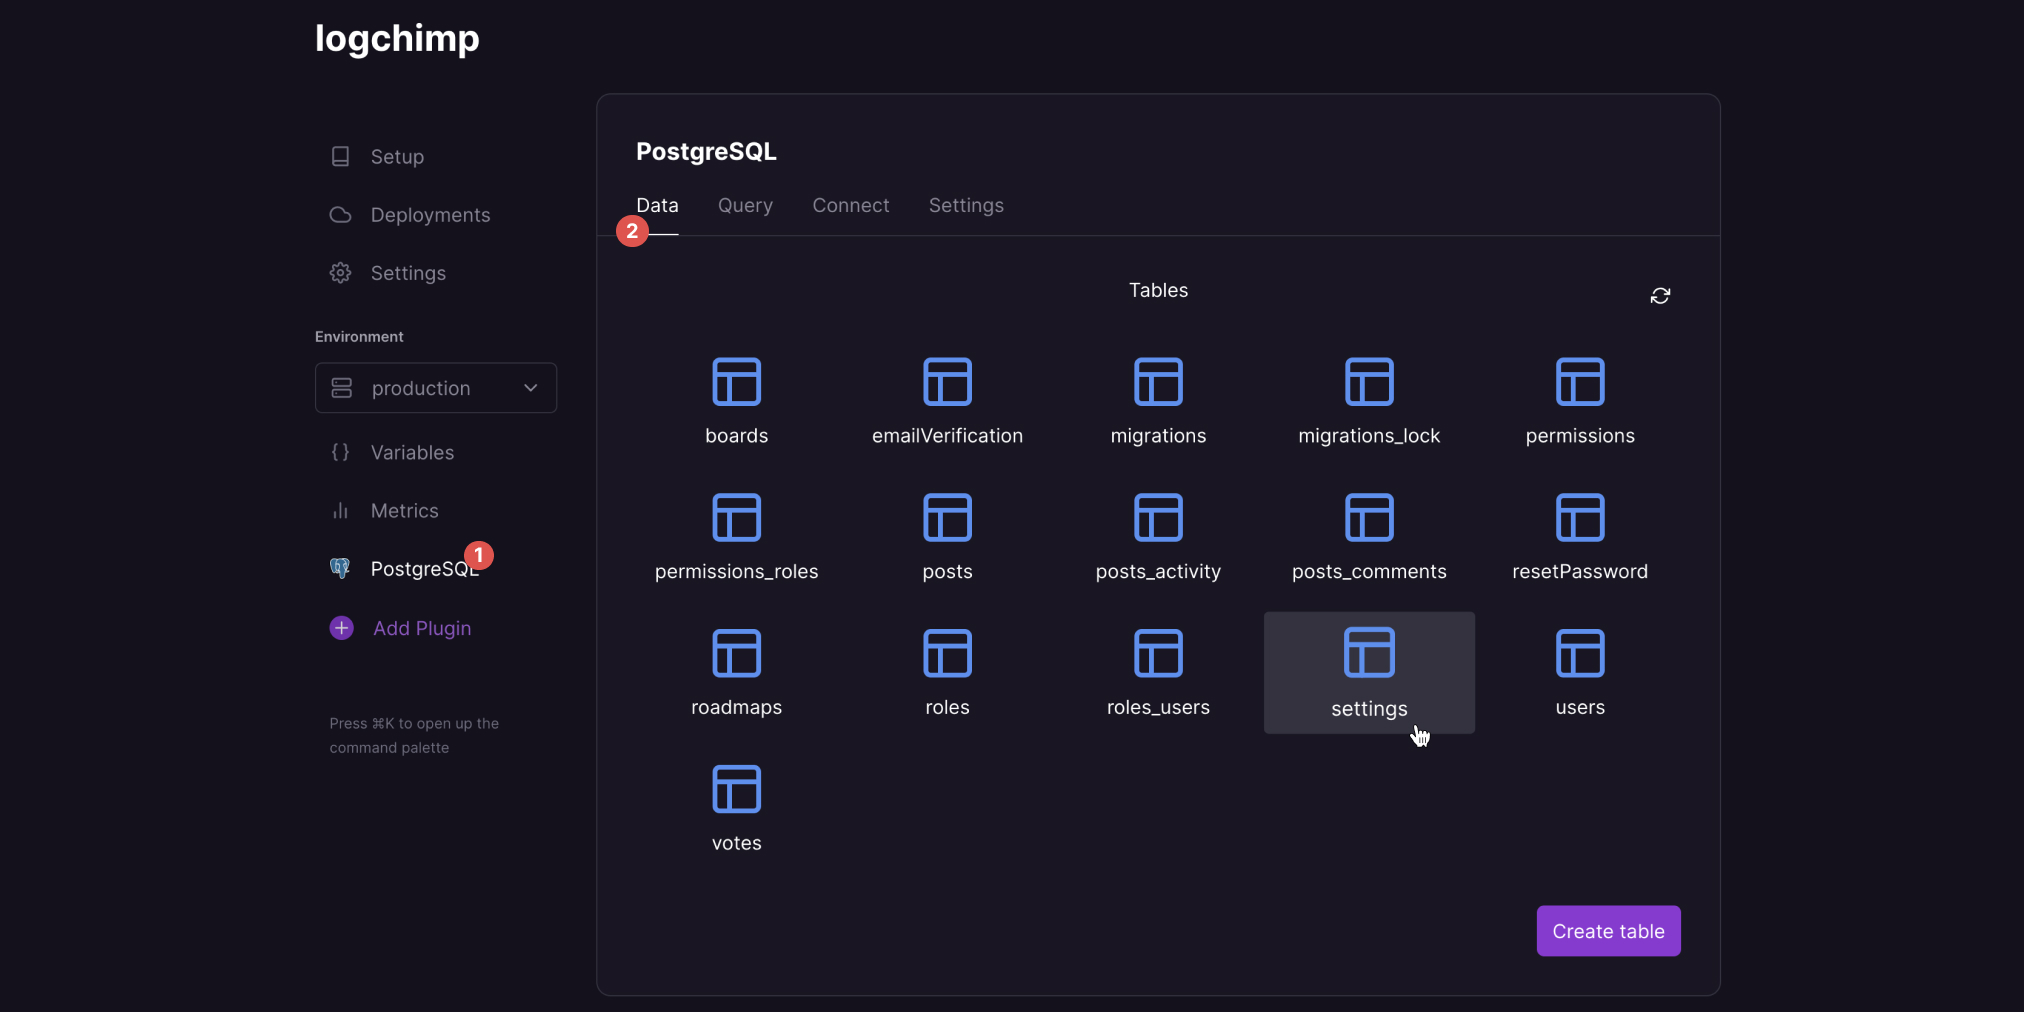 logchimp
Setup
Deployments
Settings
Environment
production
{} Variables
Metrics
PostgreSQL 1
Add Plugin
Press ⌘K to open up the
command palette
PostgreSQL
Data Query Connect Settings
2
Tables
boards emailVerification migrations migrations_lock permissions
permissions_roles posts posts_activity posts_comments resetPassword
roadmaps roles roles_users settings users
votes
Create table